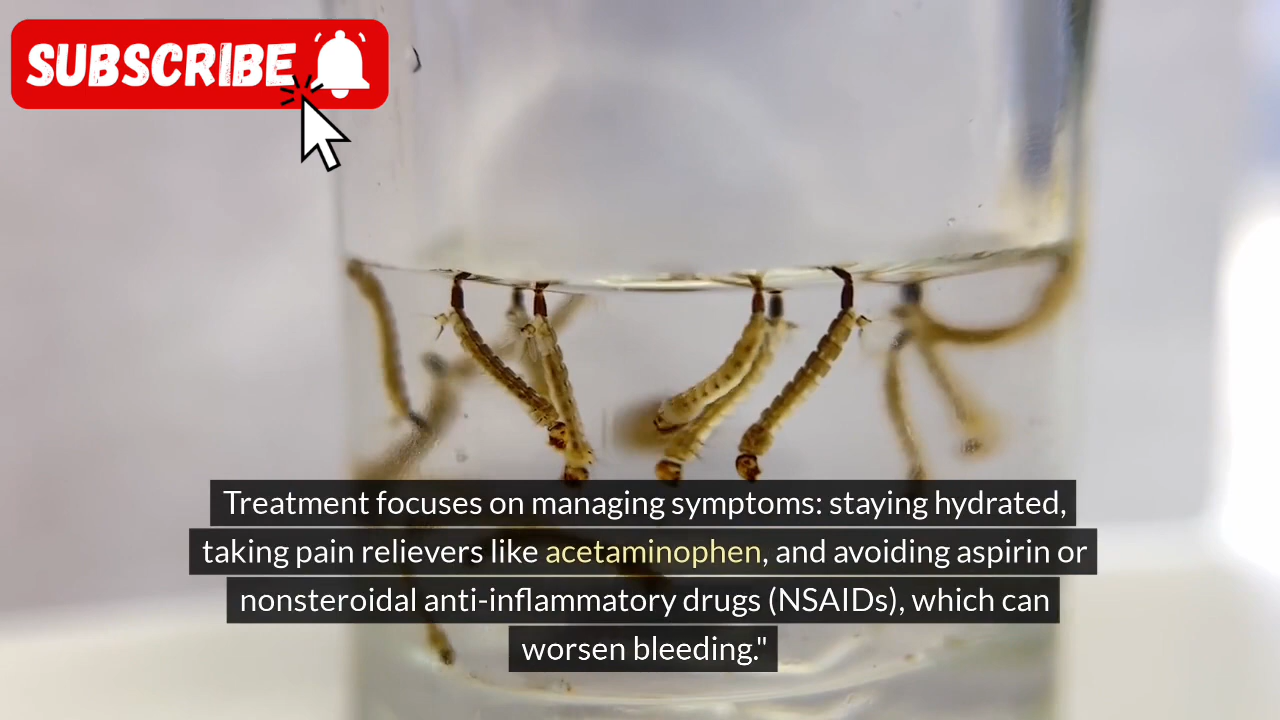 SUBSCRIBE
Treatment focuses on managing symptoms: staying hydrated,
taking pain relievers like acetaminophen, and avoiding aspirin or
nonsteroidal anti-inflammatory drugs (NSAIDs), which can
worsen bleeding."